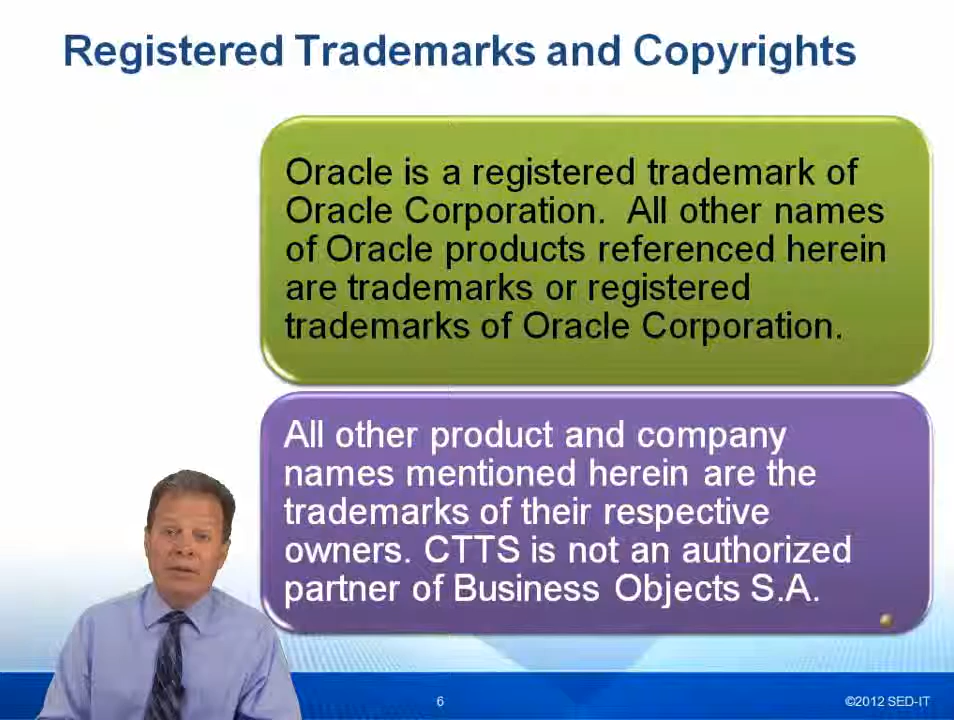 Registered Trademarks and Copyrights
Oracle is a registered trademark of
Oracle Corporation.  All other names
of Oracle products referenced herein
are trademarks or registered
trademarks of Oracle Corporation.
All other product and company
names mentioned herein are the
trademarks of their respective
owners. CTTS is not an authorized
partner of Business Objects S.A.
6
©2012 SED-IT